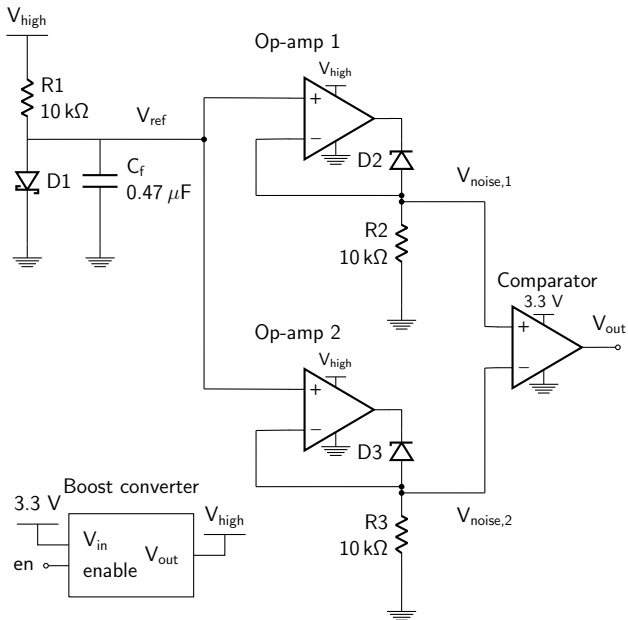 Op-amp 1
V_high
V_high
R1
10 kΩ
V_ref
+
−
D2
D1
C_f
0.47 μF
V_noise,1
R2
10 kΩ
Comparator
3.3 V
V_out
+
−
Op-amp 2
V_high
+
−
D3
Boost converter
3.3 V
V_high
V_in
V_out
en
enable
R3
10 kΩ
V_noise,2